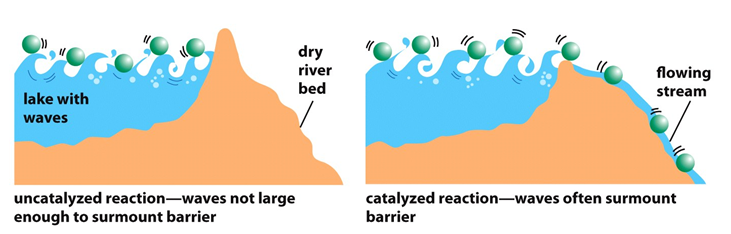 lake with
waves
dry
river
bed
uncatalyzed reaction—waves not large
enough to surmount barrier
flowing
stream
catalyzed reaction—waves often surmount
barrier